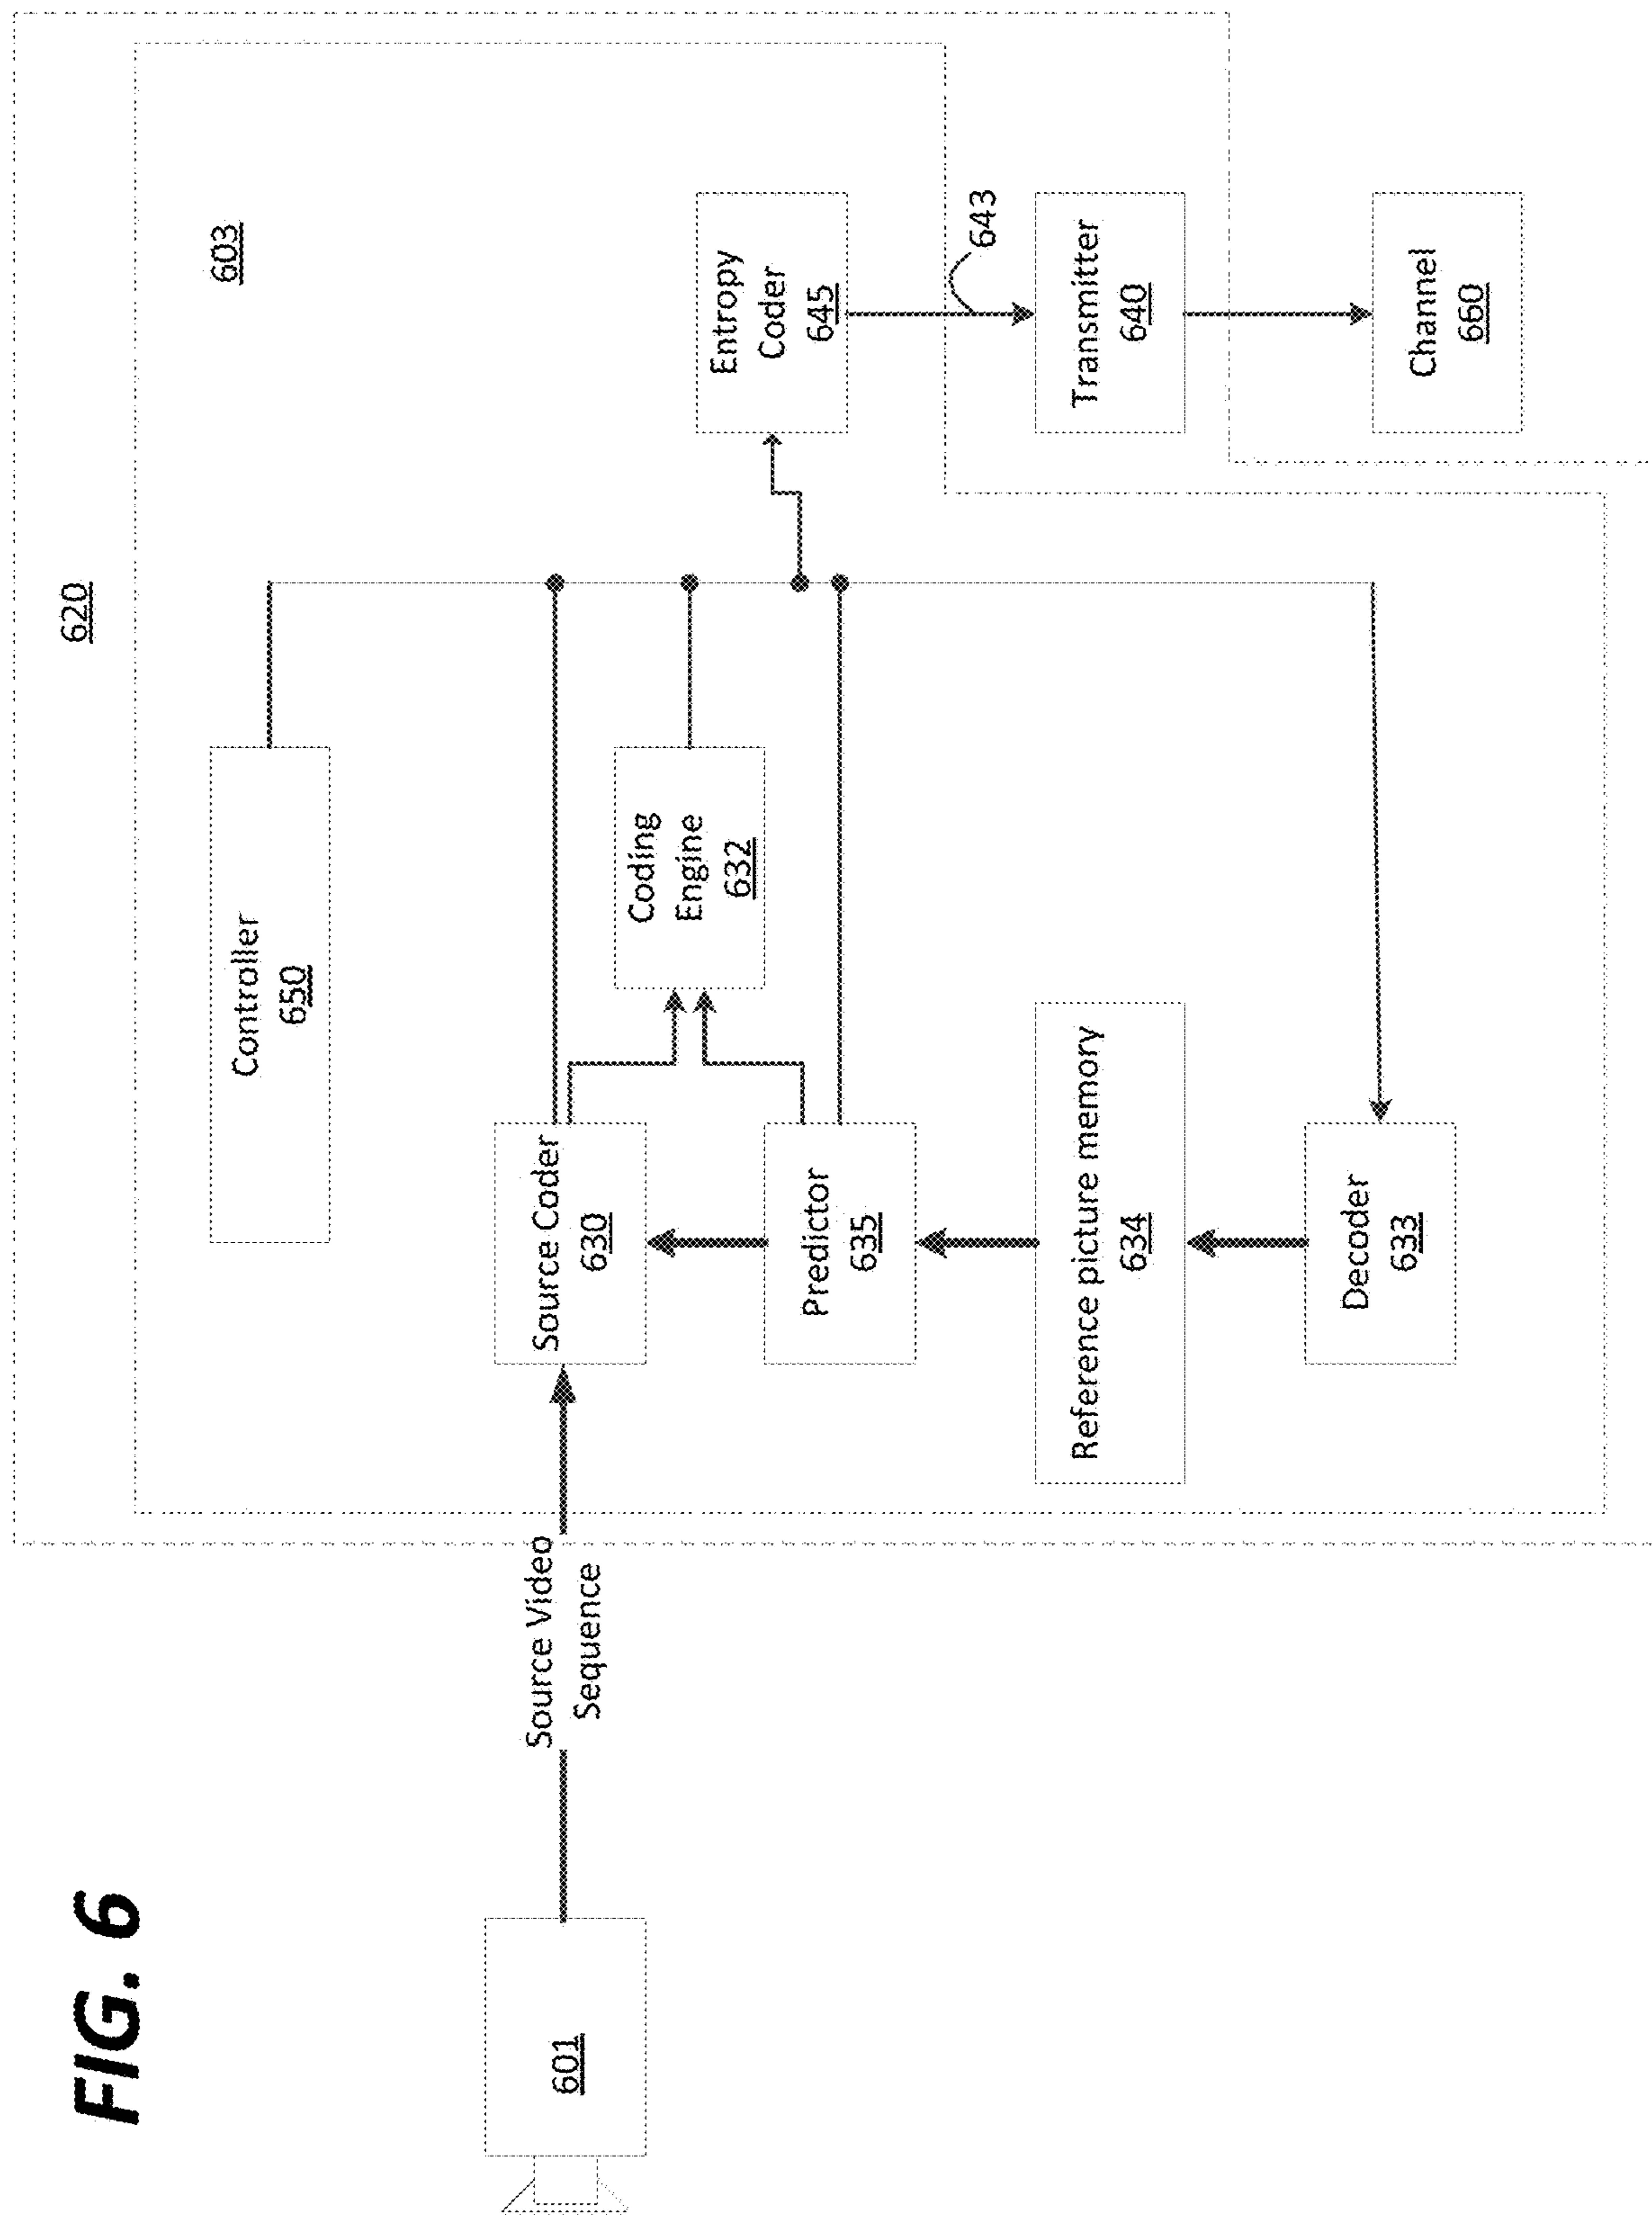 FIG. 6
620
603
Controller
650
601
Source Video
Sequence
Source Coder
630
Coding
Engine
632
Entropy
Coder
645
Predictor
635
643
Reference picture memory
634
Transmitter
640
Decoder
633
Channel
660